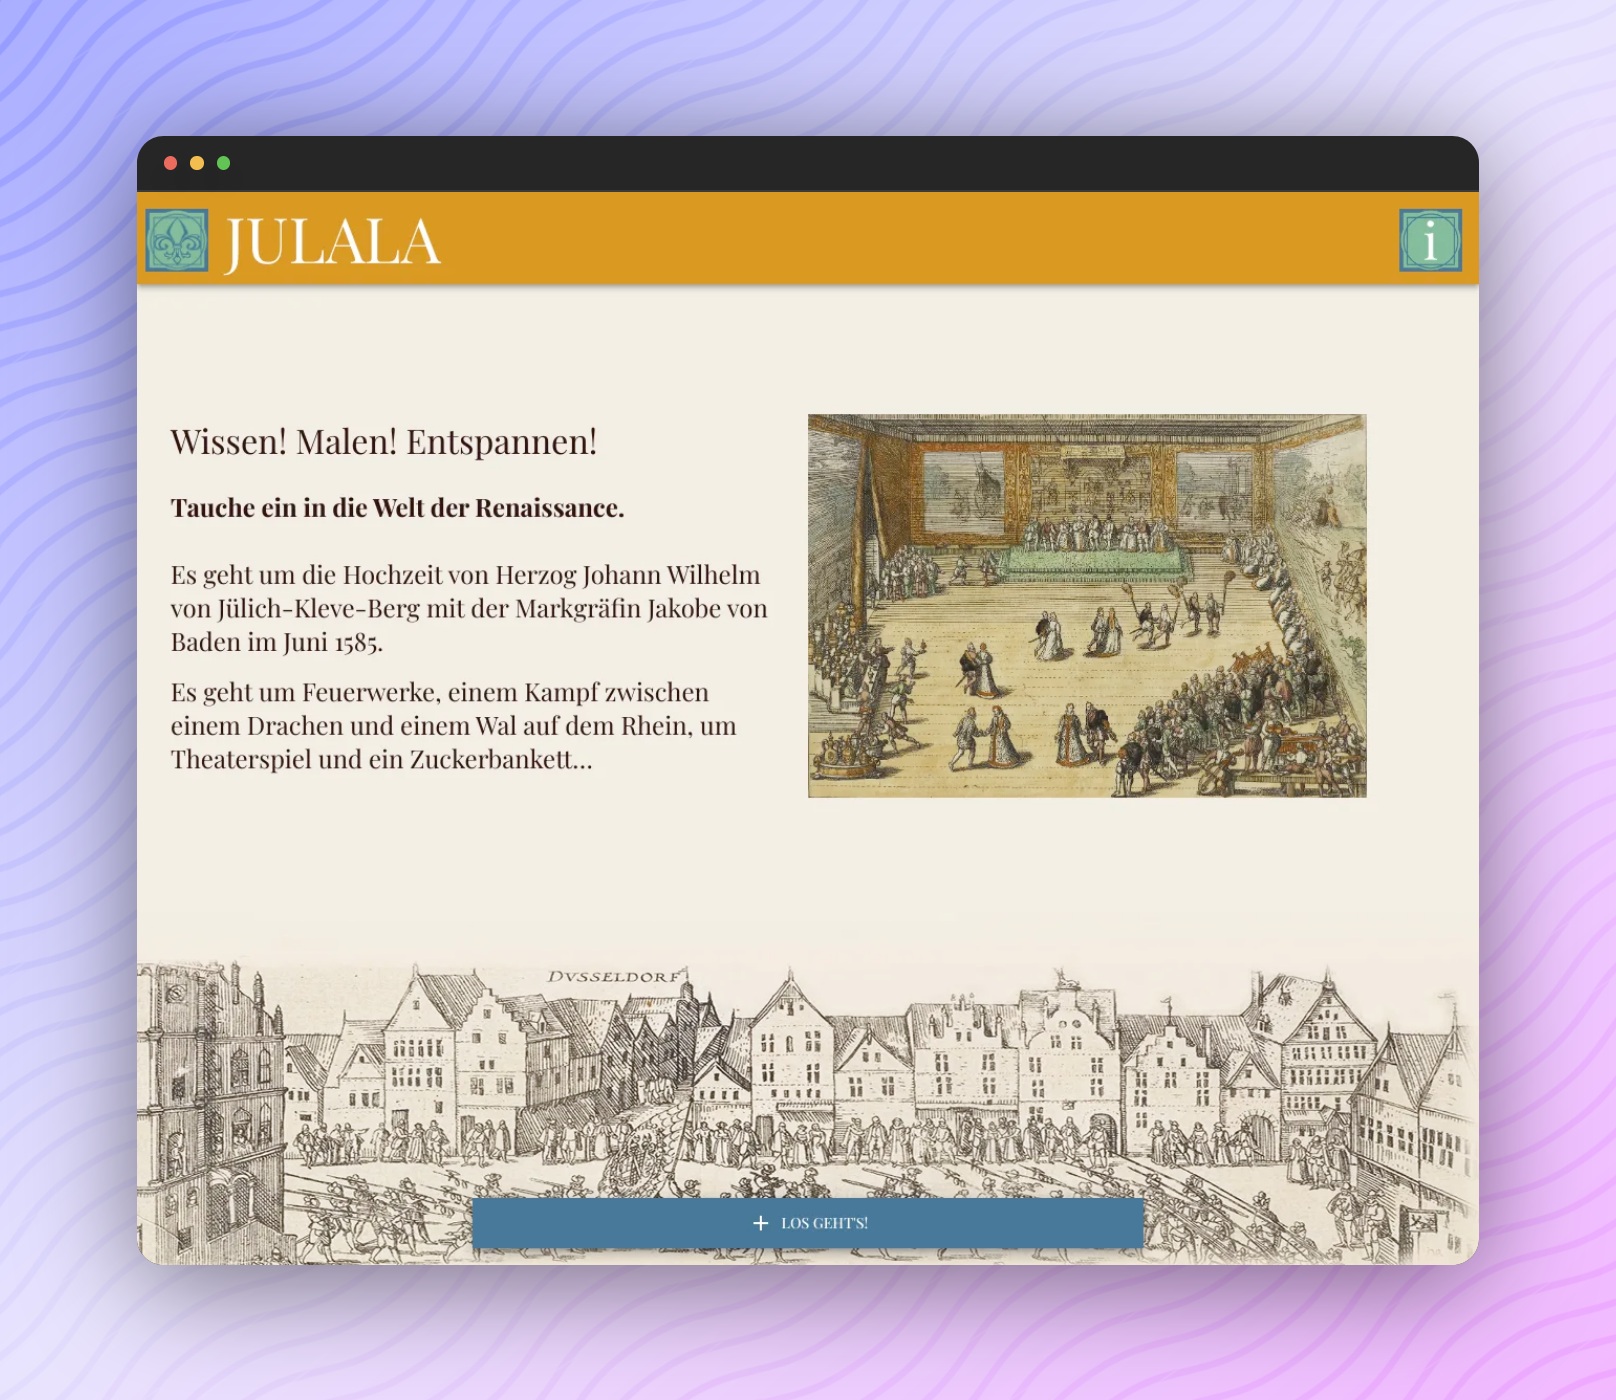 JULALA
i
Wissen! Malen! Entspannen!
Tauche ein in die Welt der Renaissance.
Es geht um die Hochzeit von Herzog Johann Wilhelm
von Jülich-Kleve-Berg mit der Markgräfin Jakobe von
Baden im Juni 1585.
Es geht um Feuerwerke, einem Kampf zwischen
einem Drachen und einem Wal auf dem Rhein, um
Theaterspiel und ein Zuckerbankett...
DVSSELDORF
+ LOS GEHT'S!